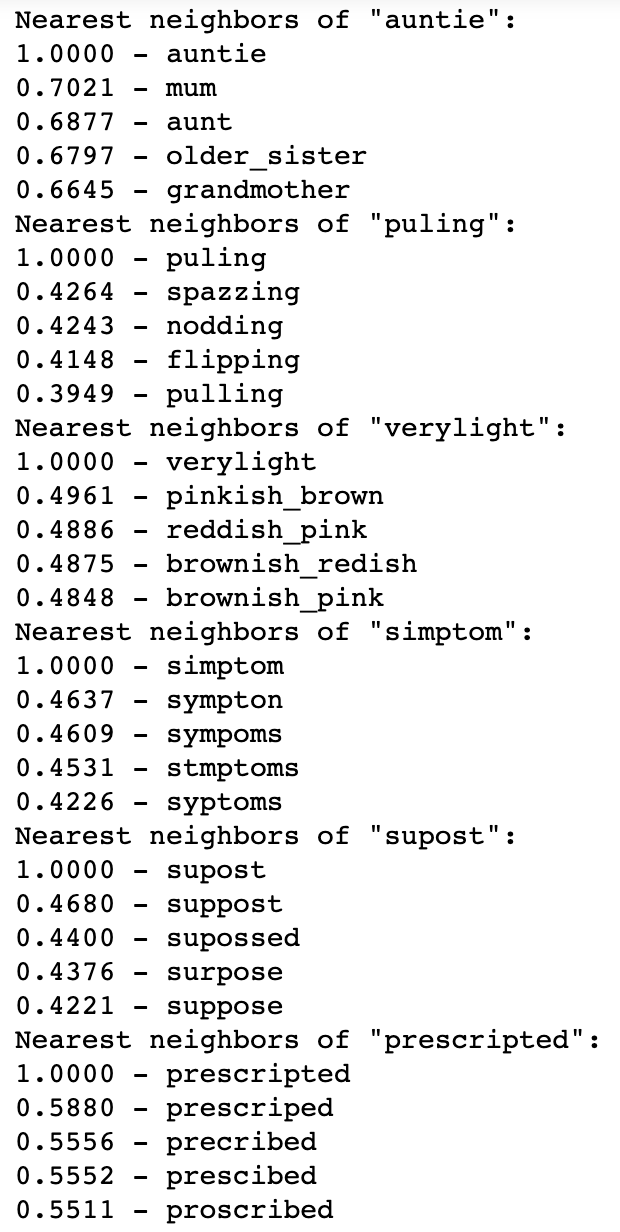 Nearest neighbors of "auntie":
1.0000 – auntie
0.7021 – mum
0.6877 – aunt
0.6797 – older_sister
0.6645 – grandmother
Nearest neighbors of "puling":
1.0000 – puling
0.4264 – spazzing
0.4243 – nodding
0.4148 – flipping
0.3949 – pulling
Nearest neighbors of "verylight":
1.0000 – verylight
0.4961 – pinkish_brown
0.4886 – reddish_pink
0.4875 – brownish_redish
0.4848 – brownish_pink
Nearest neighbors of "simptom":
1.0000 – simptom
0.4637 – sympton
0.4609 – sympoms
0.4531 – stmptoms
0.4226 – syptoms
Nearest neighbors of "supost":
1.0000 – supost
0.4680 – suppost
0.4400 – supossed
0.4376 – surpose
0.4221 – suppose
Nearest neighbors of "prescripted":
1.0000 – prescripted
0.5880 – prescriped
0.5556 – precribed
0.5552 – prescibed
0.5511 – proscribed